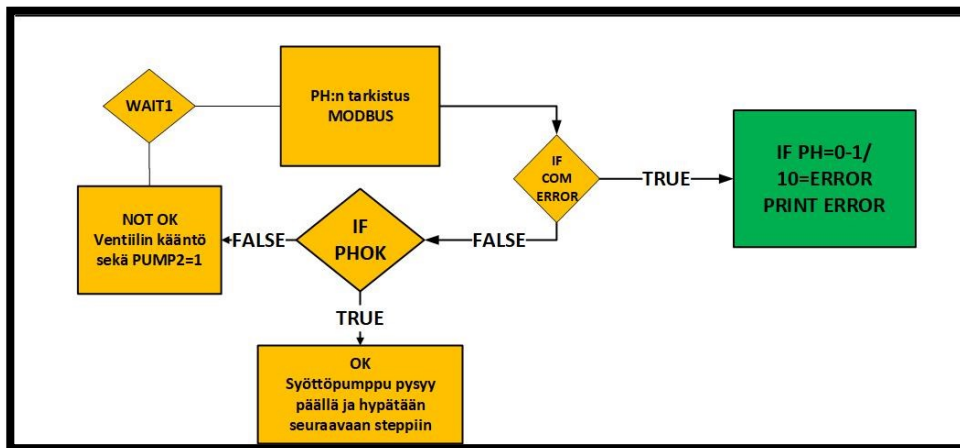 WAIT1
PH:n tarkistus
MODBUS
IF
COM
ERROR
TRUE
IF PH=0-1/
10=ERROR
PRINT ERROR
NOT OK
Ventiilin kääntö
sekä PUMP2=1
FALSE
IF
PHOK
FALSE
TRUE
OK
Syöttöpumppu pysyy
päällä ja hypätään
seuraavaan steppiin